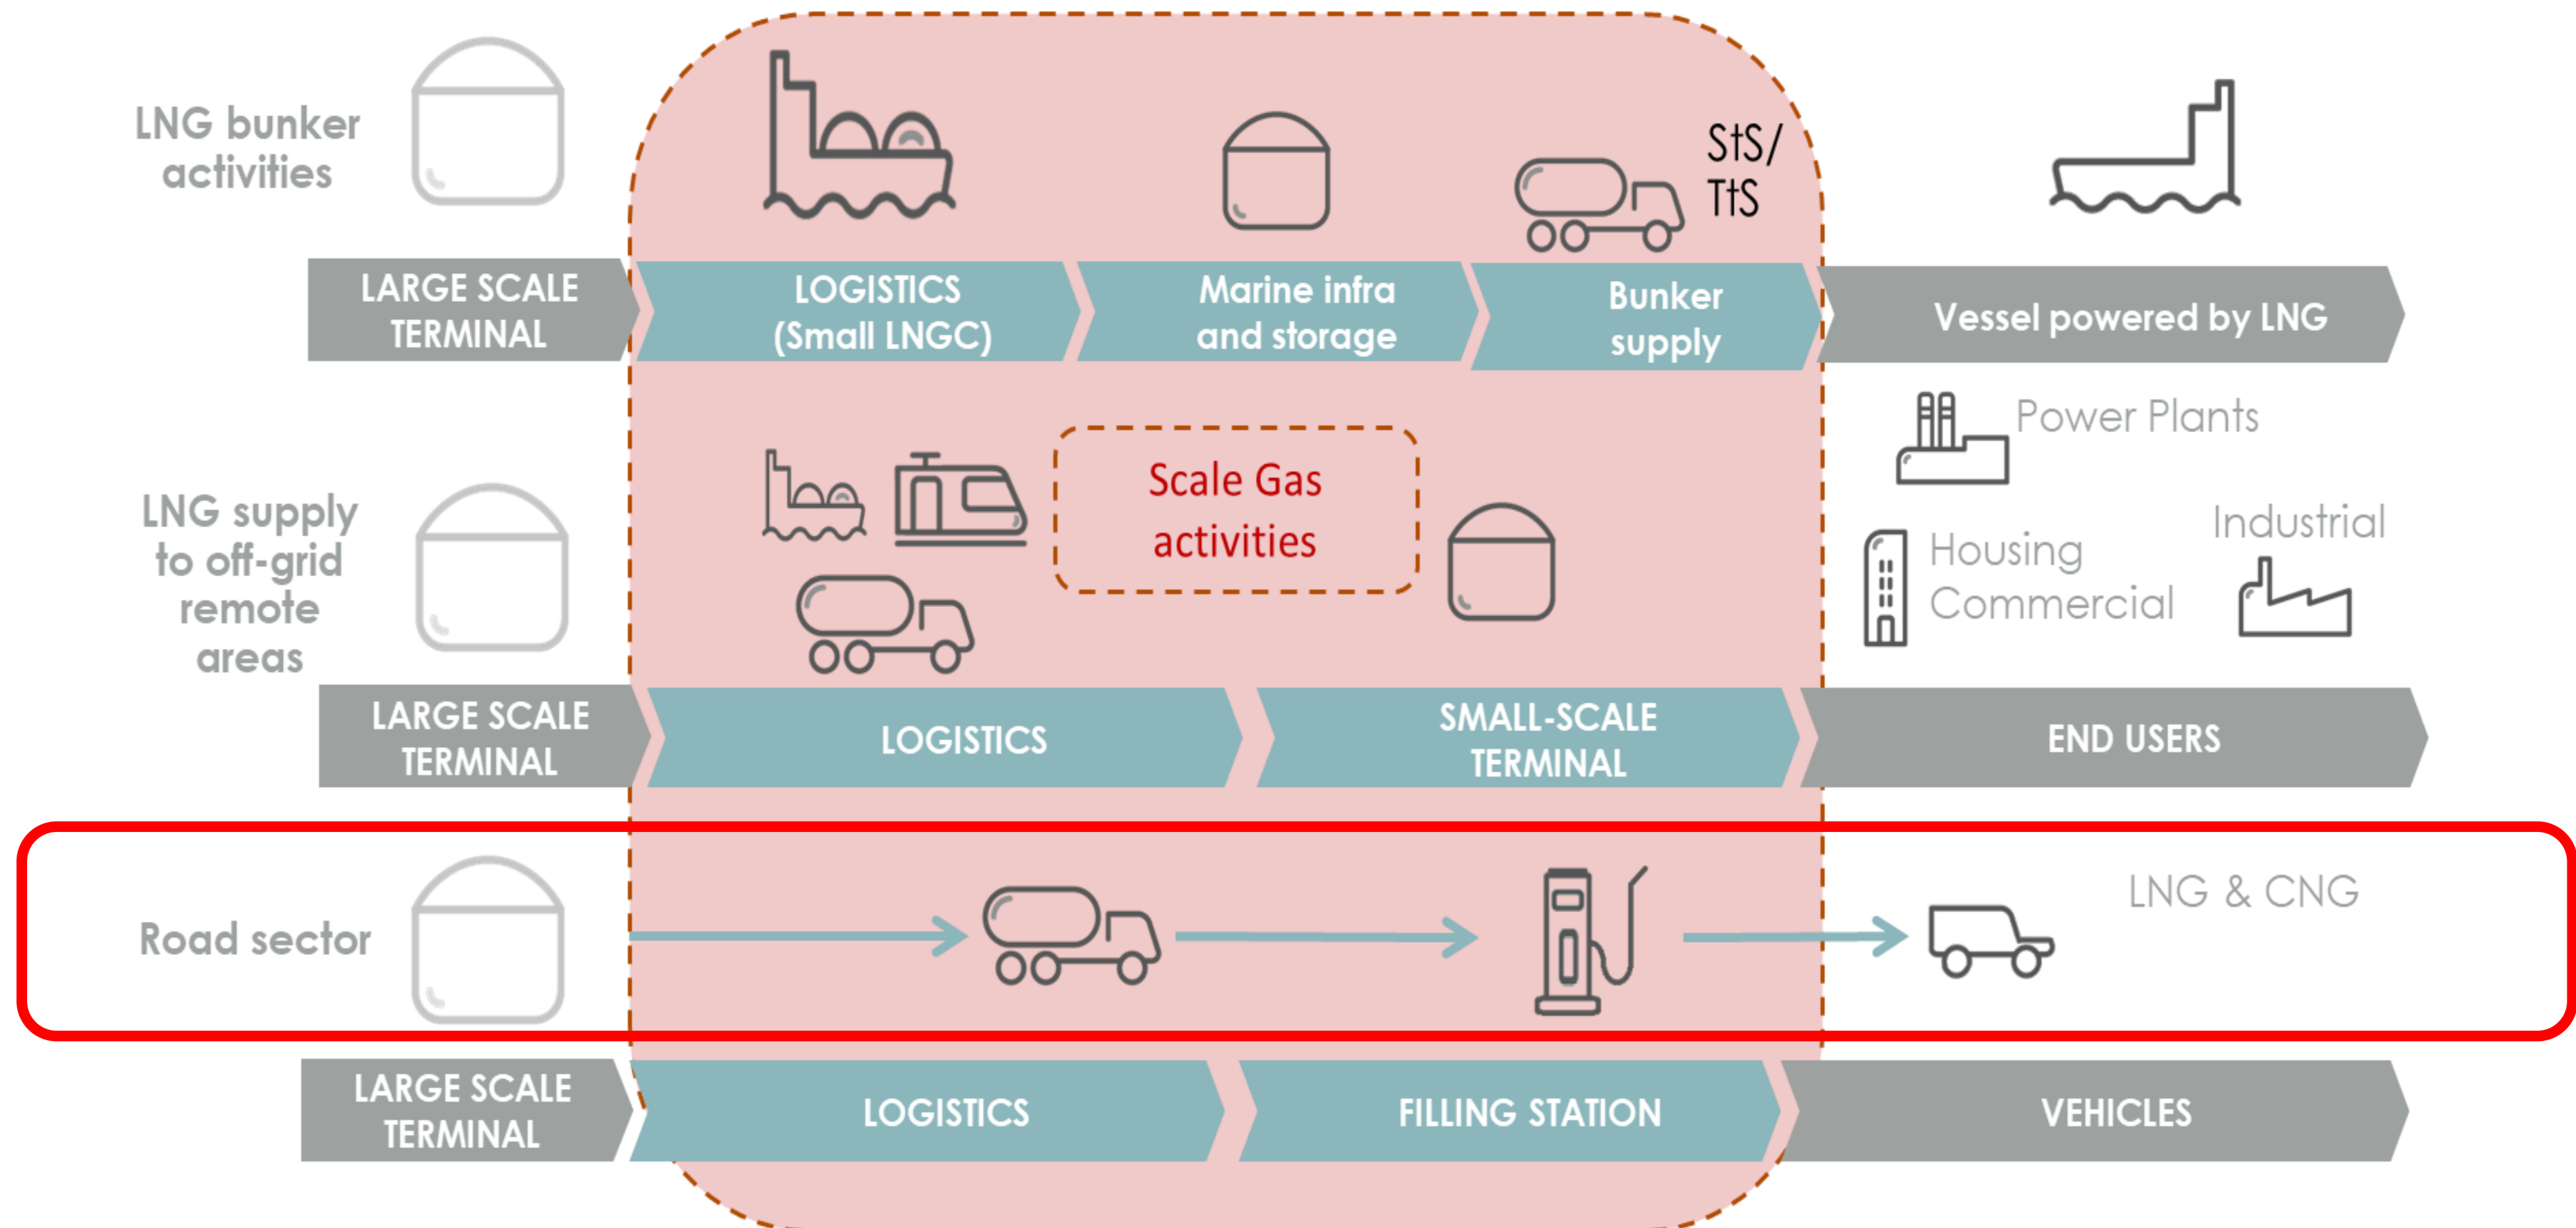 LNG bunker
activities
StS/
TtS
LARGE SCALE
TERMINAL
LOGISTICS
(Small LNGC)
Marine infra
and storage
Bunker
supply
Vessel powered by LNG
LNG supply
to off-grid
remote
areas
Scale Gas
activities
Power Plants
Housing
Commercial
Industrial
LARGE SCALE
TERMINAL
LOGISTICS
SMALL-SCALE
TERMINAL
END USERS
Road sector
LNG & CNG
LARGE SCALE
TERMINAL
LOGISTICS
FILLING STATION
VEHICLES